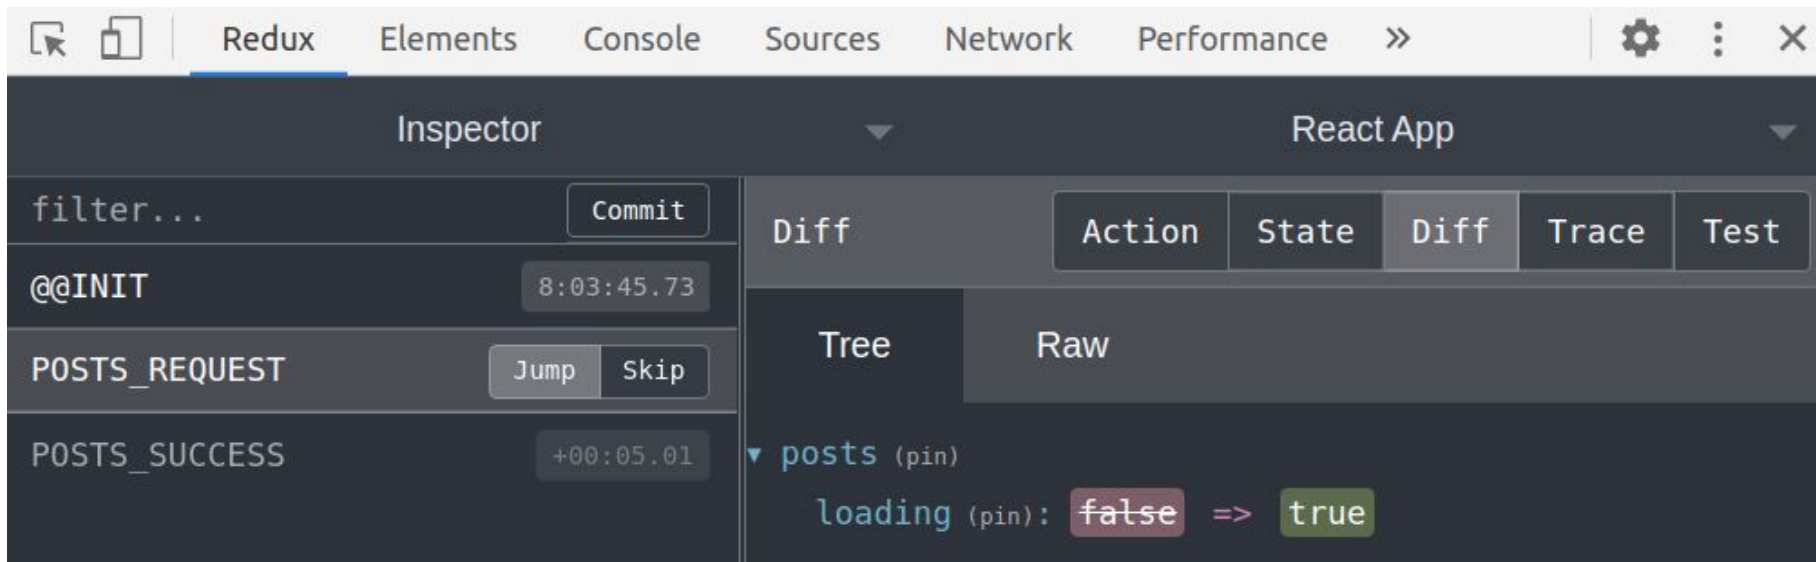 Redux Elements Console Sources Network Performance »
Inspector React App
filter... Commit
@@INIT 8:03:45.73
POSTS_REQUEST Jump Skip
POSTS_SUCCESS +00:05.01
Diff Action State Diff Trace Test
Tree Raw
posts (pin)
loading (pin): false => true